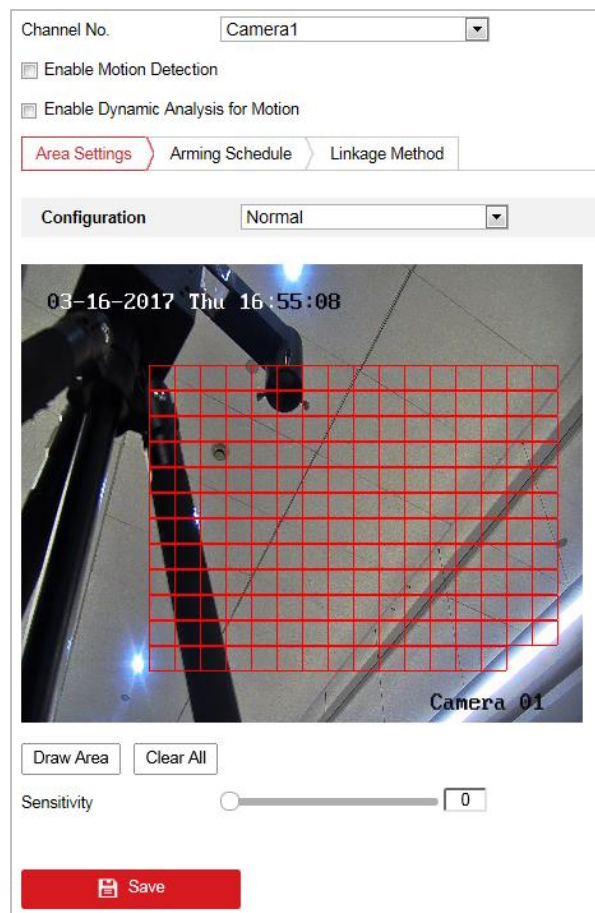 Channel No. Camera1
Enable Motion Detection
Enable Dynamic Analysis for Motion
Area Settings Arming Schedule Linkage Method
Configuration Normal
03-16-2017 Thu 16:55:08
Camera 01
Draw Area Clear All
Sensitivity 0
Save